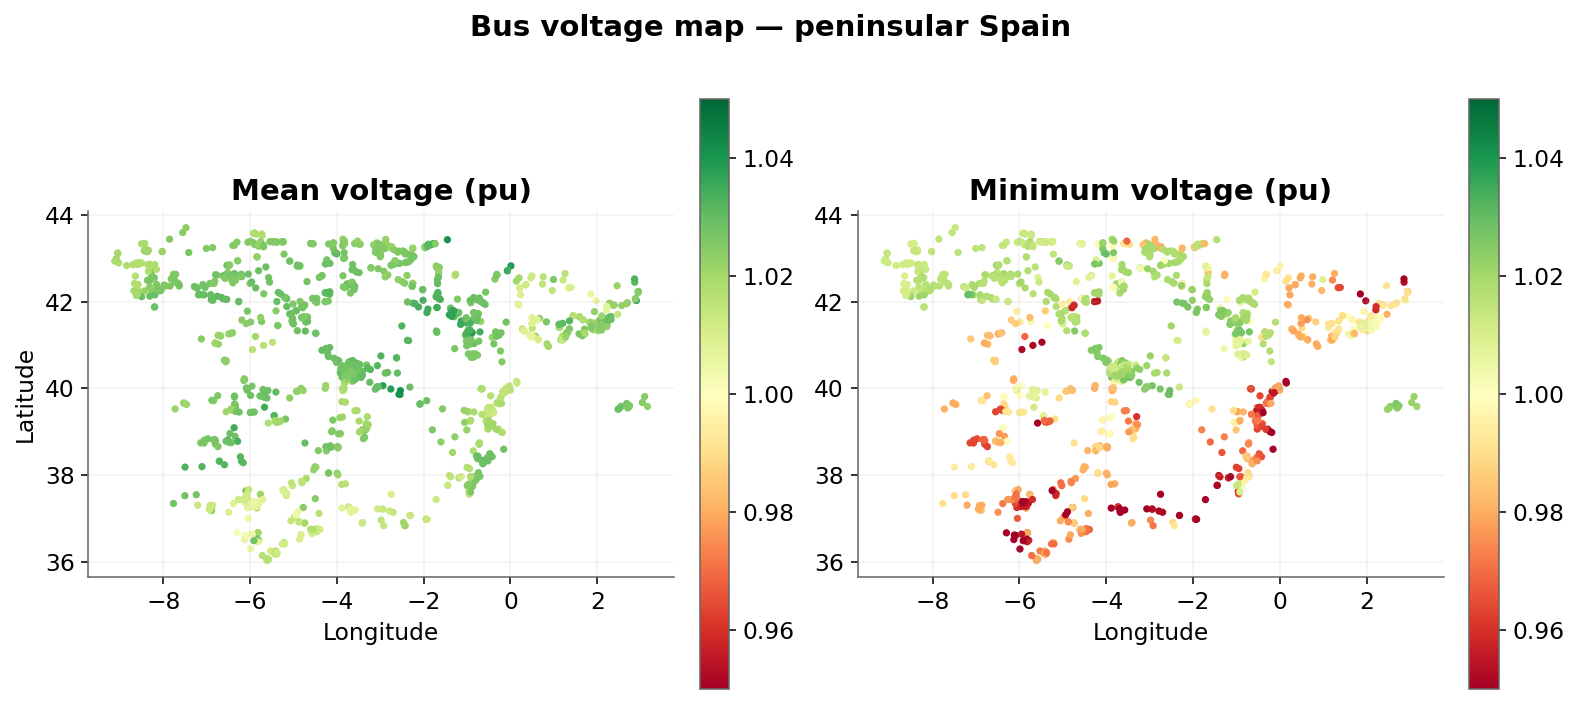 Bus voltage map — peninsular Spain
Mean voltage (pu)
44
42
40
38
36
Latitude
−8 −6 −4 −2 0 2
Longitude
1.04
1.02
1.00
0.98
0.96
Minimum voltage (pu)
44
42
40
38
36
−8 −6 −4 −2 0 2
Longitude
1.04
1.02
1.00
0.98
0.96